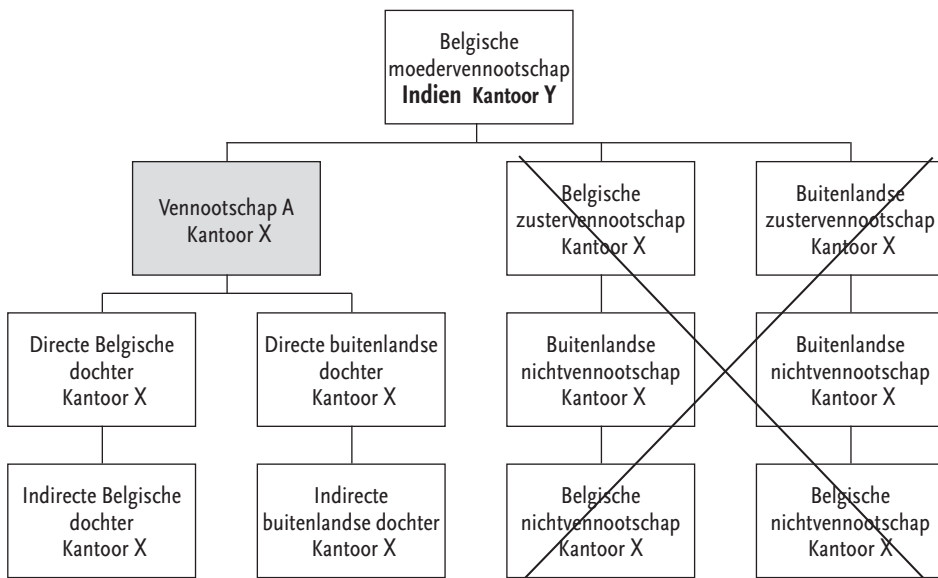 Belgische
moedervennootschap
Indien Kantoor Y
Vennootschap A
Kantoor X
Belgische
zustervennootschap
Kantoor X
Buitenlandse
zustervennootschap
Kantoor X
Directe Belgische
dochter
Kantoor X
Directe buitenlandse
dochter
Kantoor X
Buitenlandse
nichtvennootschap
Kantoor X
Buitenlandse
nichtvennootschap
Kantoor X
Indirecte Belgische
dochter
Kantoor X
Indirecte
buitenlandse dochter
Kantoor X
Belgische
nichtvennootschap
Kantoor X
Belgische
nichtvennootschap
Kantoor X